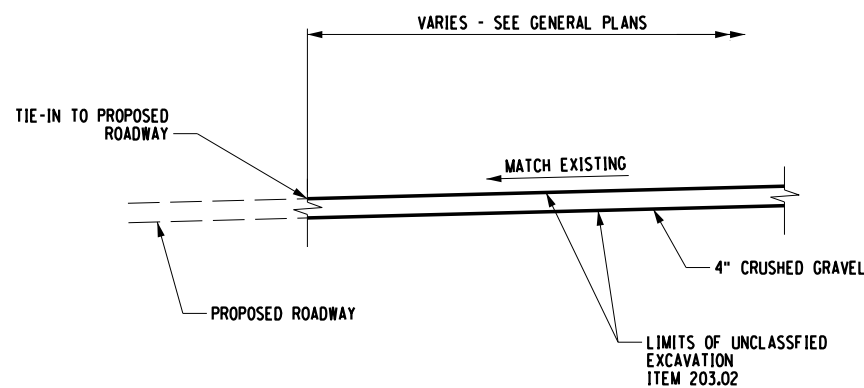 VARIES - SEE GENERAL PLANS
TIE-IN TO PROPOSED
ROADWAY
MATCH EXISTING
4" CRUSHED GRAVEL
PROPOSED ROADWAY
LIMITS OF UNCLASSFIED
EXCAVATION
ITEM 203.02